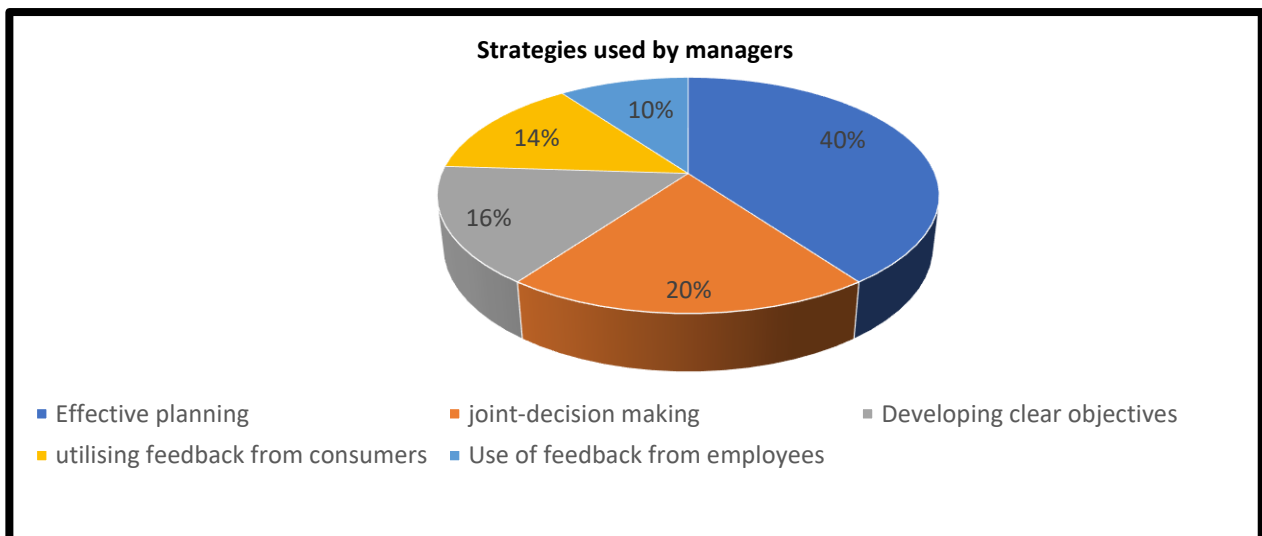 Strategies used by managers
10%
40%
14%
16%
20%
Effective planning
joint-decision making
Developing clear objectives
utilising feedback from consumers
Use of feedback from employees